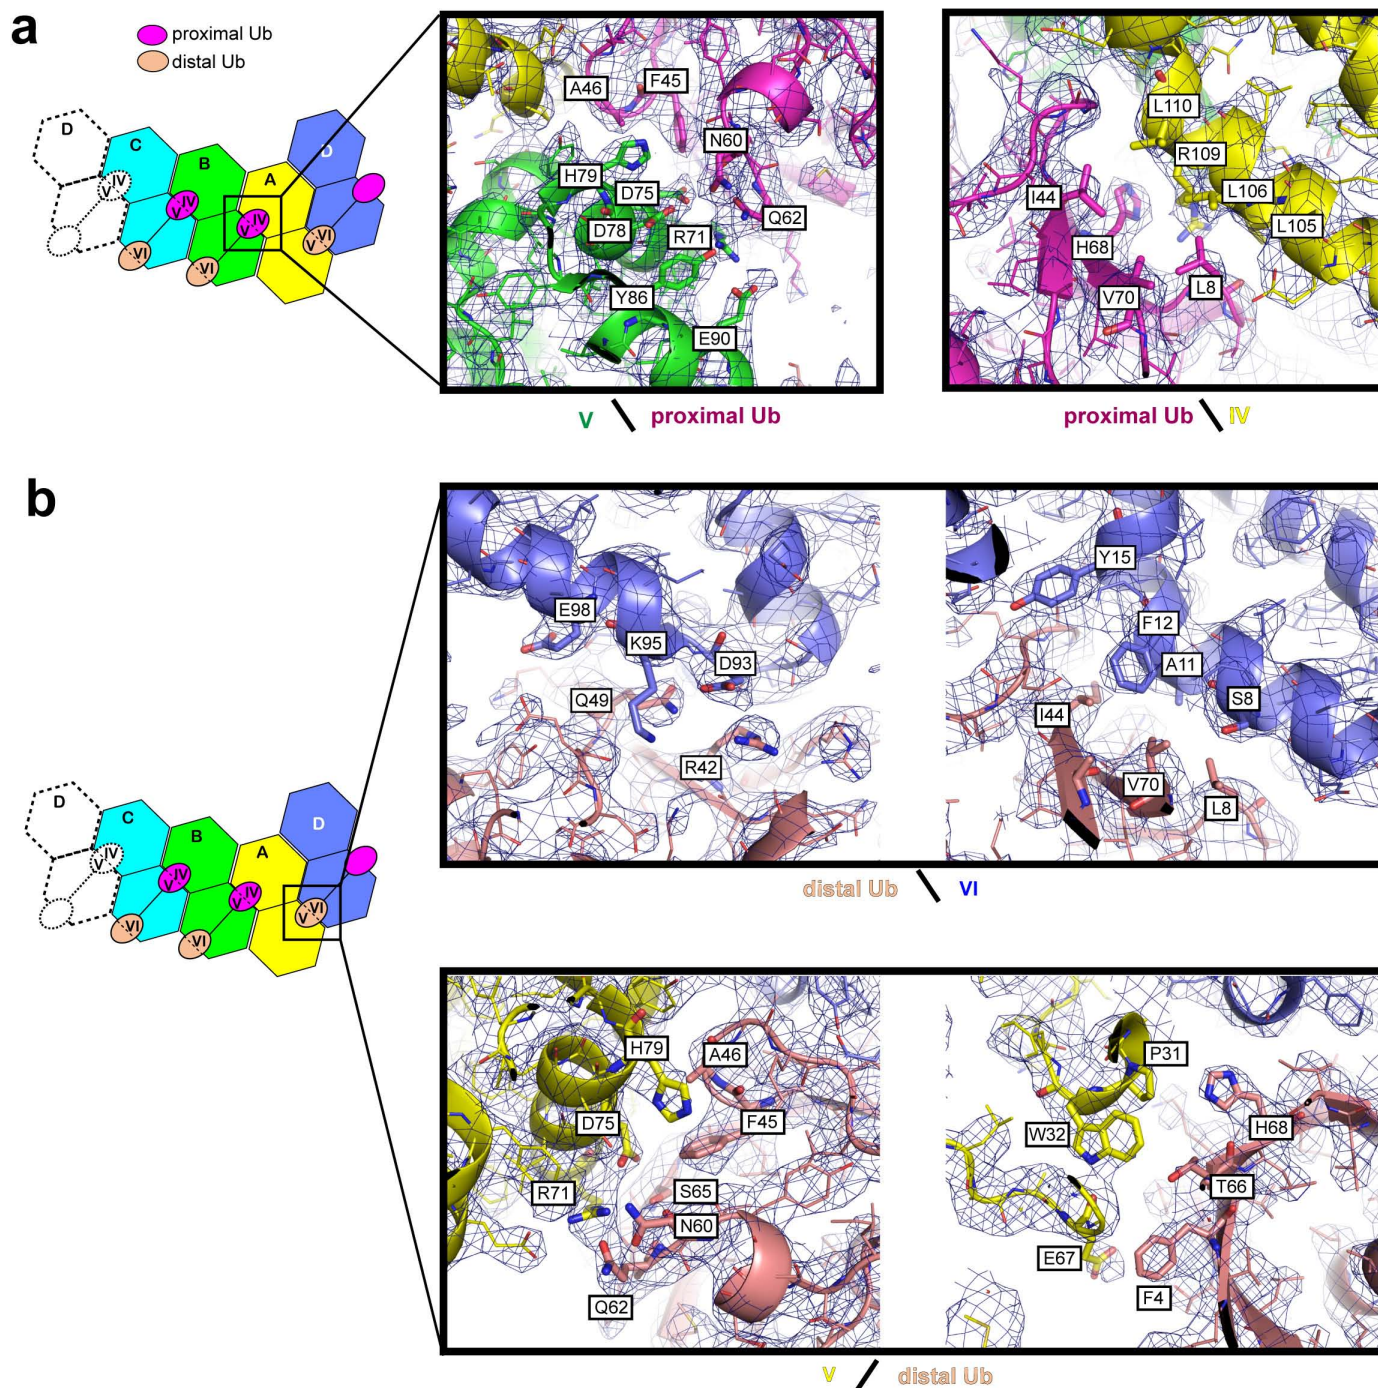 a
proximal Ub
distal Ub
D
C
B
A
D
IV
V
IV
V
IV
V
VI
VI
V
VI
A46
F45
N60
H79
D75
Q62
D78
R71
Y86
E90
V
proximal Ub
L110
R109
I44
L106
L105
H68
L8
V70
proximal Ub
IV
b
D
C
B
A
D
IV
V
IV
V
IV
V
VI
VI
V
VI
E98
K95
D93
Q49
R42
Y15
F12
A11
S8
I44
V70
L8
distal Ub
VI
H79
A46
D75
F45
R71
S65
N60
Q62
P31
W32
H68
T66
E67
F4
V
distal Ub